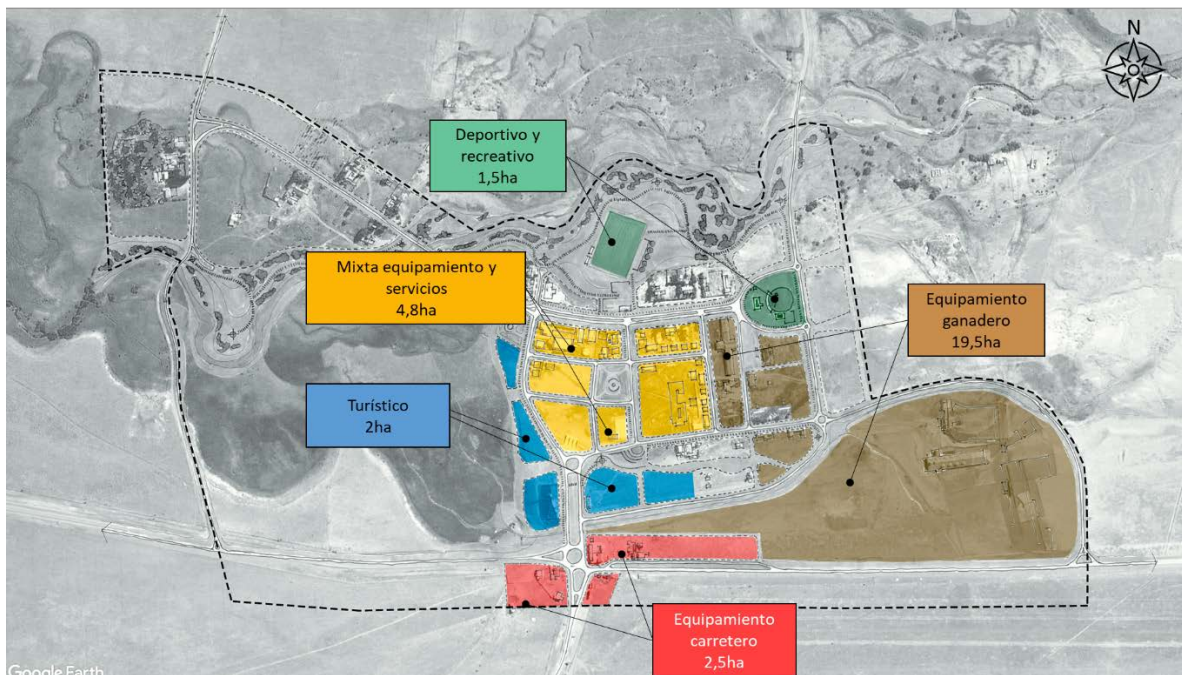 N
Deportivo y
recreativo
1,5ha
Mixta equipamiento y
servicios
4,8ha
Equipamiento
ganadero
19,5ha
Turístico
2ha
Equipamiento
carretero
2,5ha
Google Earth